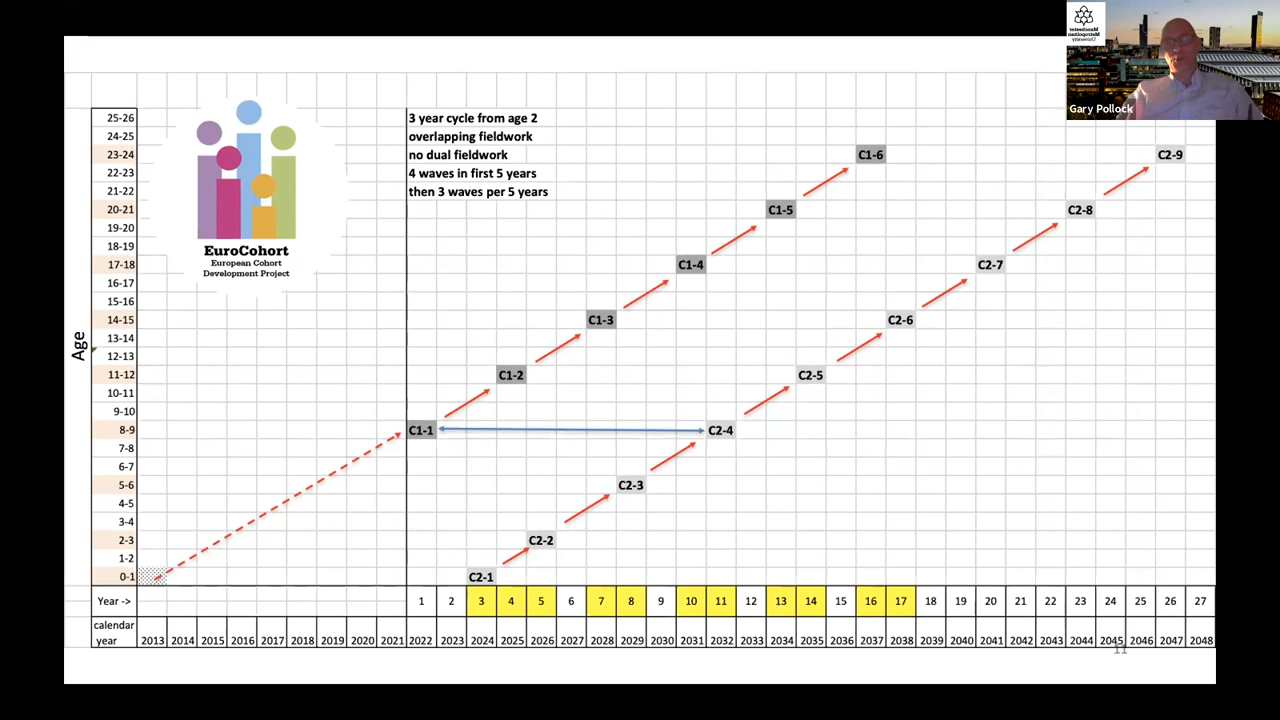 Manchester
Metropolitan
University
Gary Pollock
25-26
24-25
23-24
22-23
21-22
20-21
19-20
18-19
17-18
16-17
15-16
14-15
13-14
12-13
11-12
10-11
9-10
8-9
7-8
6-7
5-6
4-5
3-4
2-3
1-2
0-1
Age
EuroCohort
European Cohort
Development Project
3 year cycle from age 2
overlapping fieldwork
no dual fieldwork
4 waves in first 5 years
then 3 waves per 5 years
C1-6
C2-9
C1-5
C2-8
C1-4
C2-7
C1-3
C2-6
C1-2
C2-5
C1-1
C2-4
C2-3
C2-2
C2-1
Year -> 1 2 3 4 5 6 7 8 9 10 11 12 13 14 15 16 17 18 19 20 21 22 23 24 25 26 27
calendar
year 2013 2014 2015 2016 2017 2018 2019 2020 2021 2022 2023 2024 2025 2026 2027 2028 2029 2030 2031 2032 2033 2034 2035 2036 2037 2038 2039 2040 2041 2042 2043 2044 2045 2046 2047 2048
11